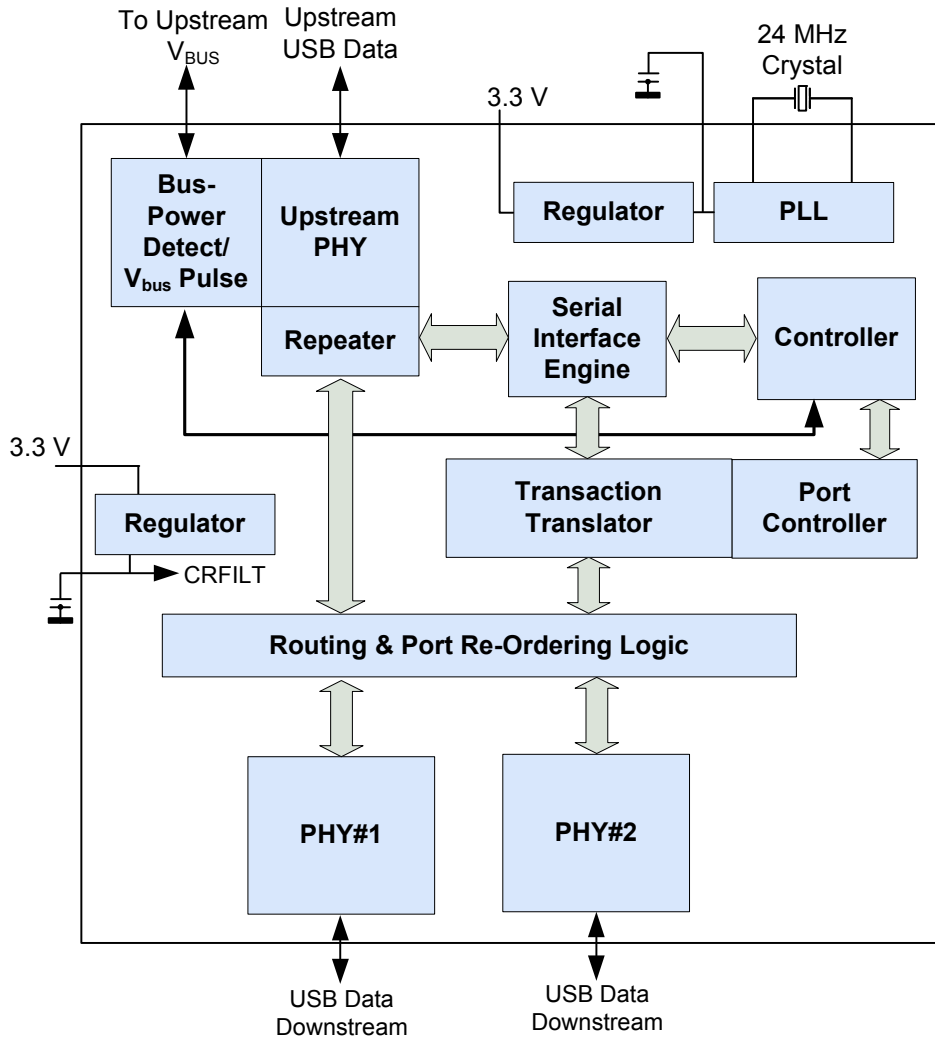 To Upstream
VBUS
Upstream
USB Data
24 MHz
Crystal
3.3 V
Bus-
Power
Detect/
Vbus Pulse
Upstream
PHY
Regulator
PLL
Repeater
Serial
Interface
Engine
Controller
3.3 V
Regulator
CRFILT
Transaction
Translator
Port
Controller
Routing & Port Re-Ordering Logic
PHY#1
PHY#2
USB Data
Downstream
USB Data
Downstream